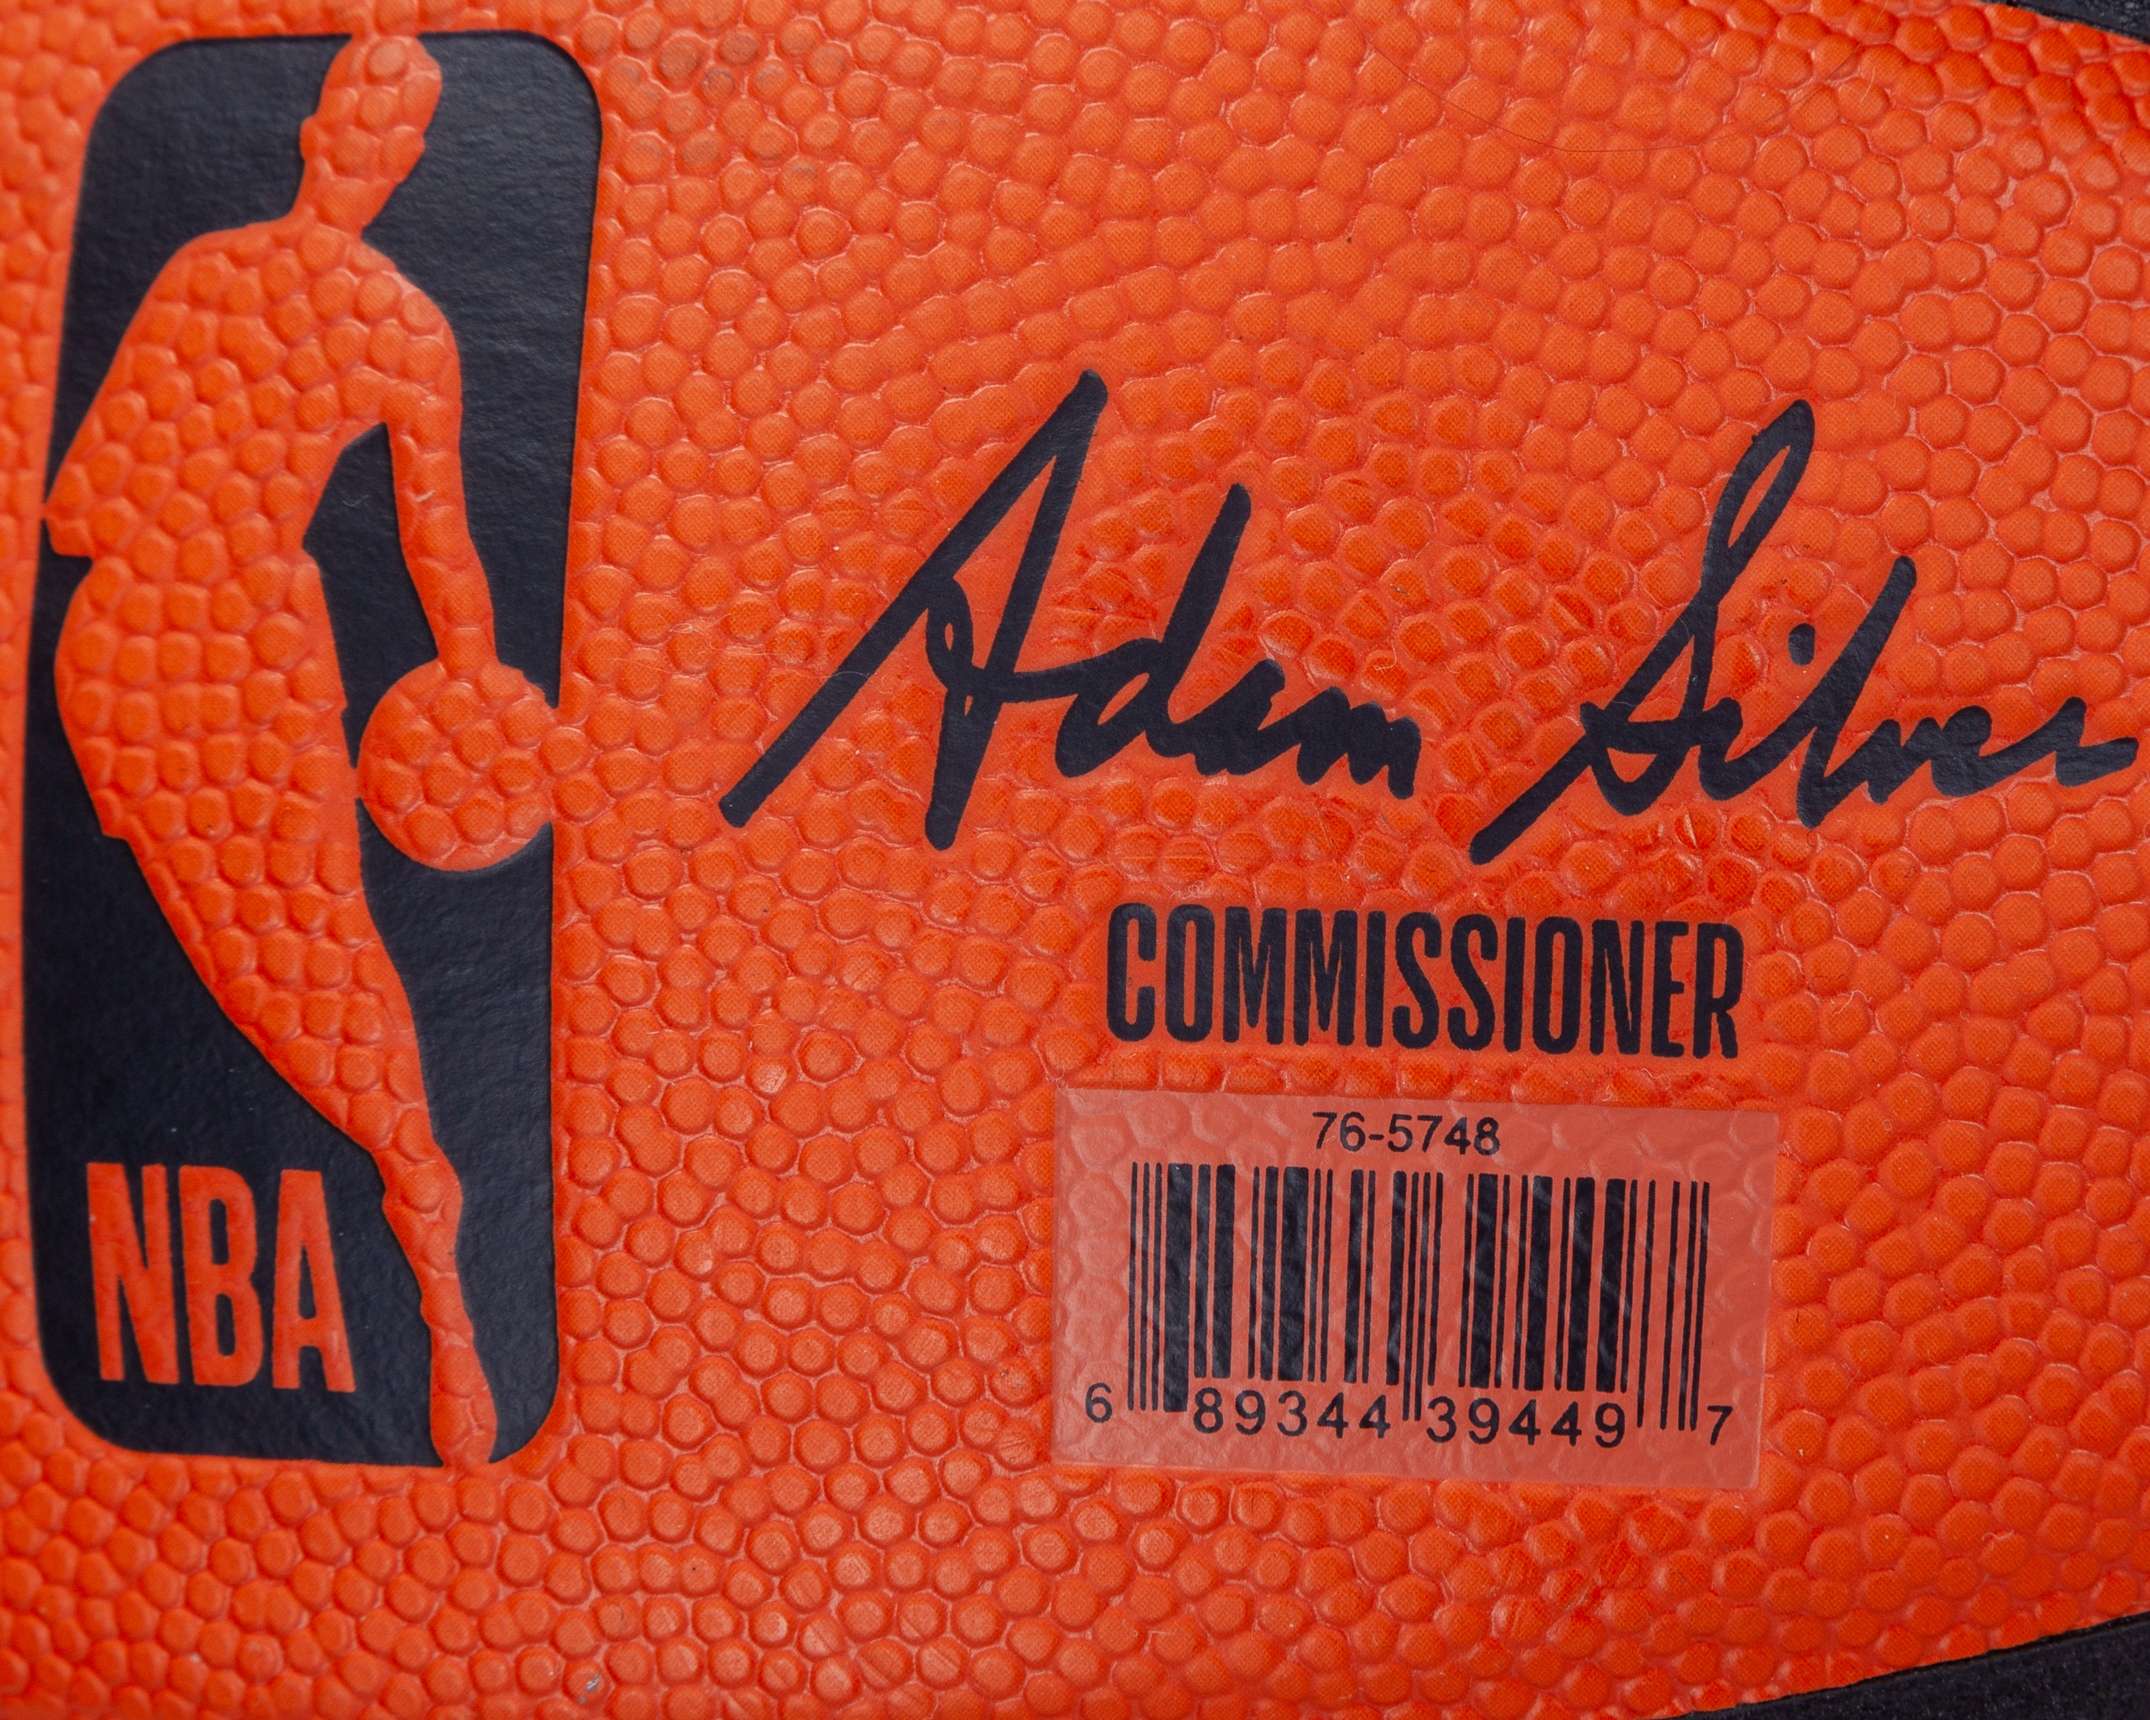 NBA
Adam Silver
COMMISSIONER
76-5748
6 89344 39449 7